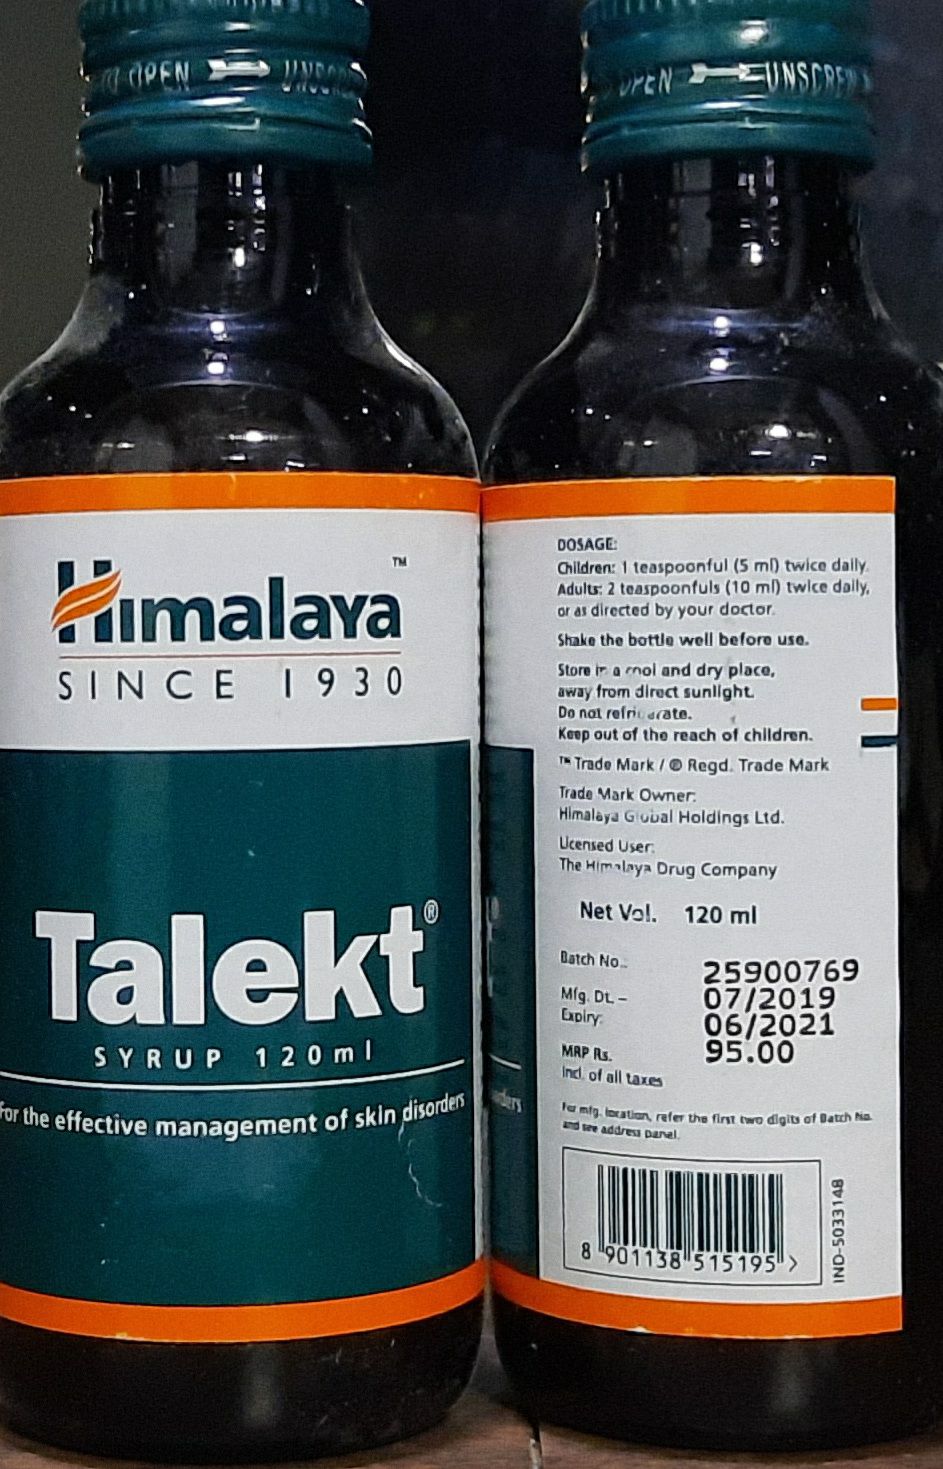 TO OPEN UNSCREW
OPEN UNSCREW
Himalaya™
SINCE 1930
Talekt®
SYRUP 120ml
For the effective management of skin disorders
DOSAGE:
Children: 1 teaspoonful (5 ml) twice daily.
Adults: 2 teaspoonfuls (10 ml) twice daily,
or as directed by your doctor.
Shake the bottle well before use.
Store in a cool and dry place,
away from direct sunlight.
Do not refrigerate.
Keep out of the reach of children.
™ Trade Mark / ® Regd. Trade Mark
Trade Mark Owner:
Himalaya Global Holdings Ltd.
Licensed User:
The Himalaya Drug Company
Net Vol. 120 ml
Batch No.: 25900769
Mfg. Dt. – 07/2019
Expiry: 06/2021
MRP Rs. 95.00
incl. of all taxes
For mfg. location, refer the first two digits of Batch No.
and see address panel.
8 901138 515195 >
IND-5033148